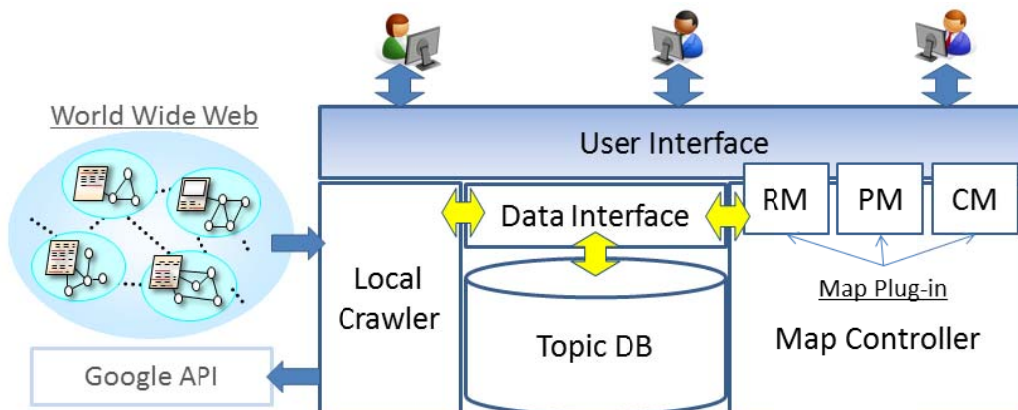 World Wide Web
User Interface
RM
PM
CM
Data Interface
Map Plug-in
Local
Crawler
Topic DB
Map Controller
Google API